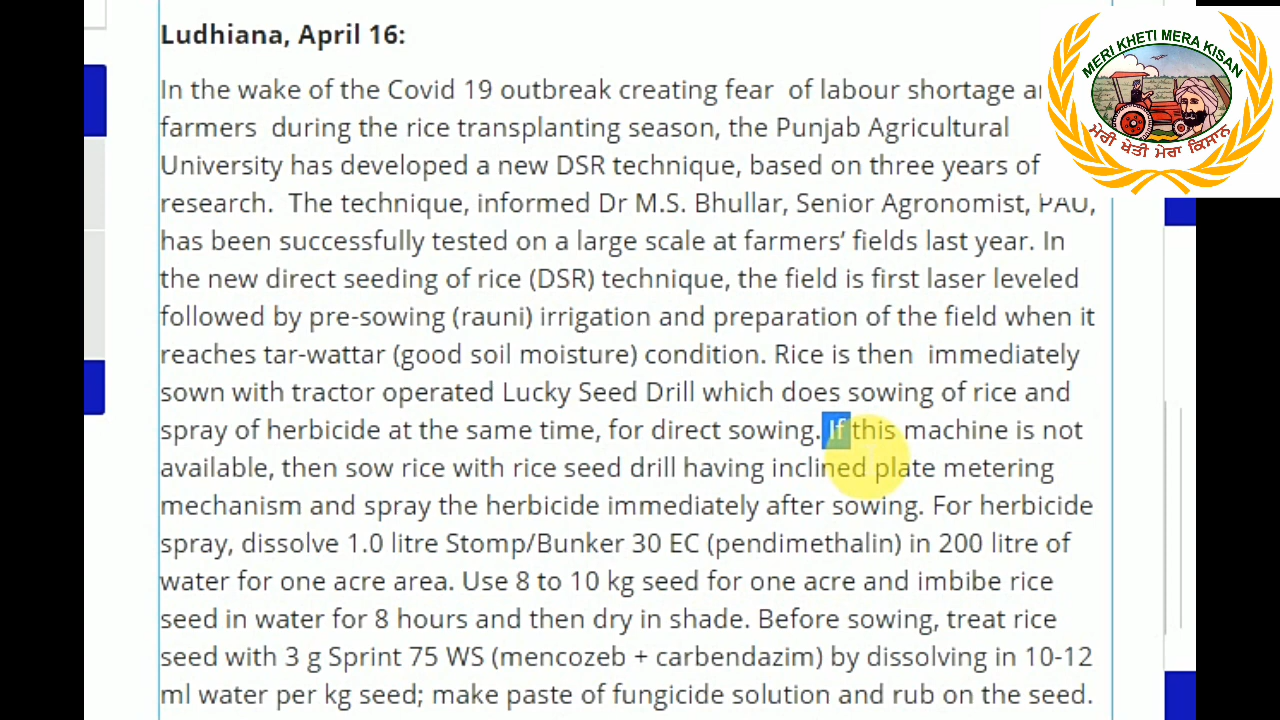 Ludhiana, April 16:
In the wake of the Covid 19 outbreak creating fear of labour shortage
farmers during the rice transplanting season, the Punjab Agricultural
University has developed a new DSR technique, based on three years of
research. The technique, informed Dr M.S. Bhullar, Senior Agronomist, PAU,
has been successfully tested on a large scale at farmers’ fields last year. In
the new direct seeding of rice (DSR) technique, the field is first laser leveled
followed by pre-sowing (rauni) irrigation and preparation of the field when it
reaches tar-wattar (good soil moisture) condition. Rice is then immediately
sown with tractor operated Lucky Seed Drill which does sowing of rice and
spray of herbicide at the same time, for direct sowing. If this machine is not
available, then sow rice with rice seed drill having inclined plate metering
mechanism and spray the herbicide immediately after sowing. For herbicide
spray, dissolve 1.0 litre Stomp/Bunker 30 EC (pendimethalin) in 200 litre of
water for one acre area. Use 8 to 10 kg seed for one acre and imbibe rice
seed in water for 8 hours and then dry in shade. Before sowing, treat rice
seed with 3 g Sprint 75 WS (mencozeb + carbendazim) by dissolving in 10-12
ml water per kg seed; make paste of fungicide solution and rub on the seed.
MERI KHETI MERA KISAN
ਮੇਰੀ ਖੇਤੀ ਮੇਰਾ ਕਿਸਾਨ